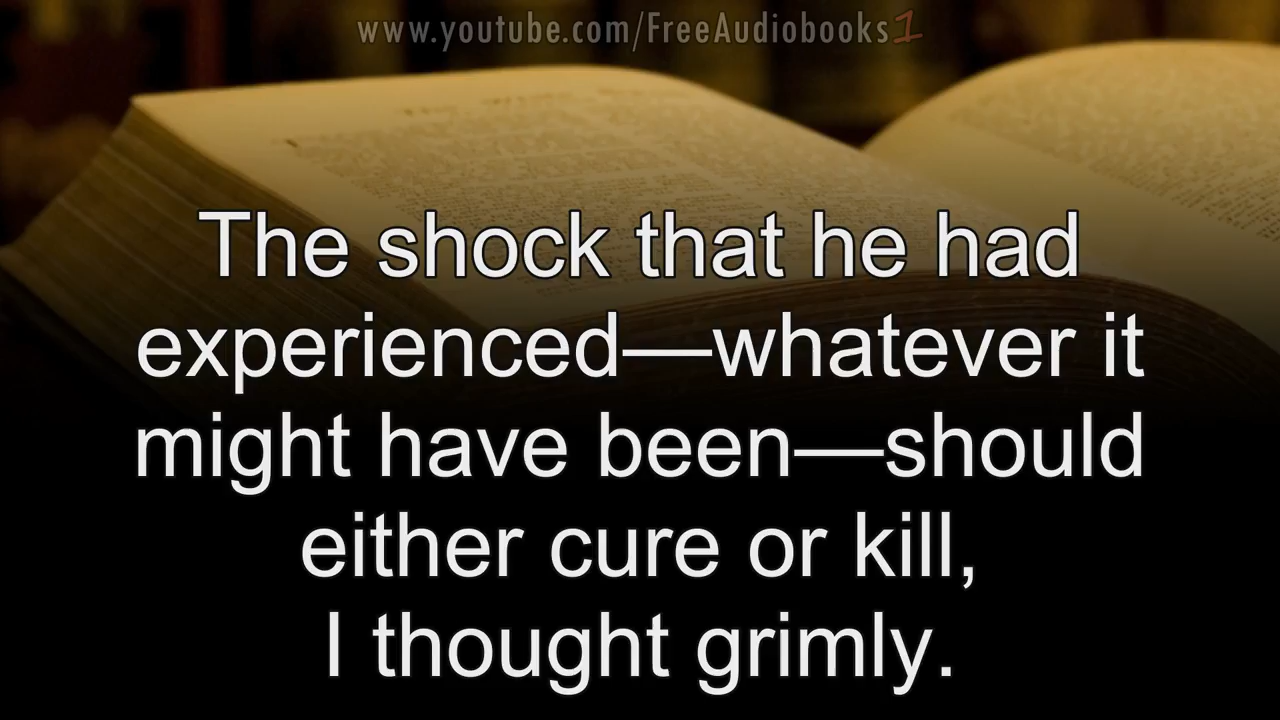 www.youtube.com/FreeAudiobooks1
The shock that he had
experienced—whatever it
might have been—should
either cure or kill,
I thought grimly.